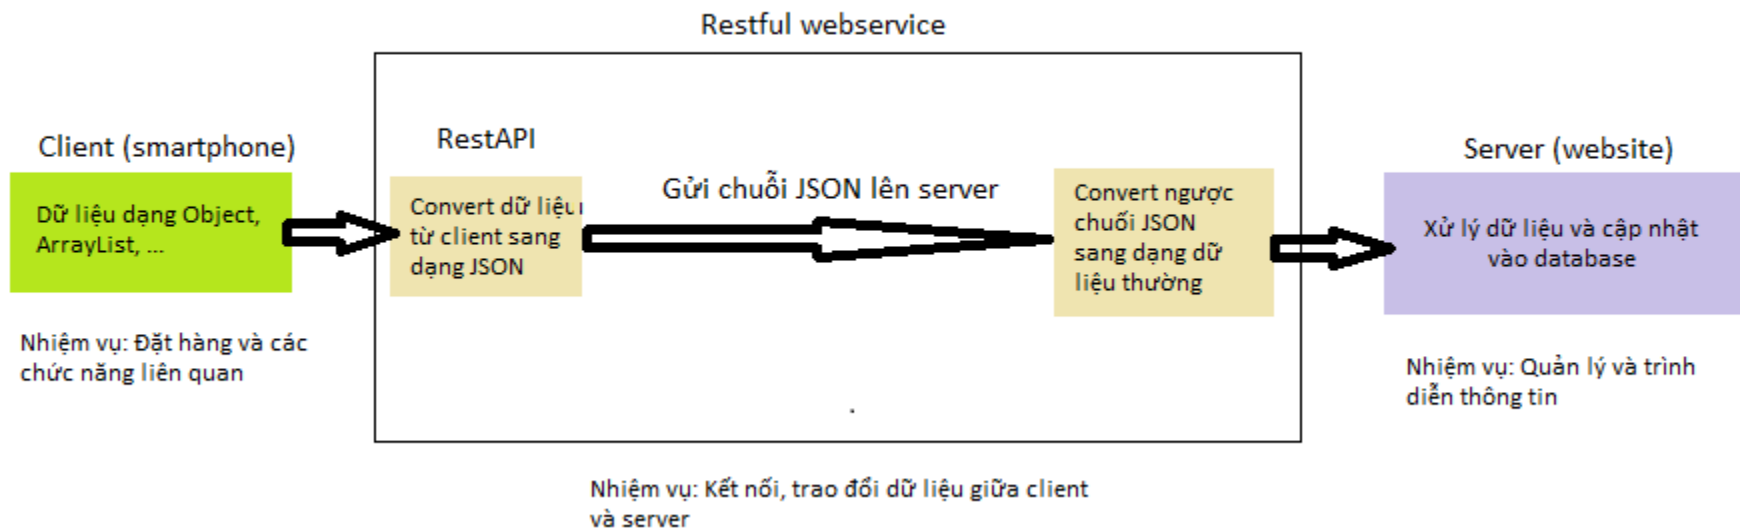 Restful webservice
Client (smartphone)
Dữ liệu dạng Object,
ArrayList, ...
Nhiệm vụ: Đặt hàng và các
chức năng liên quan
RestAPI
Convert dữ liệu
từ client sang
dạng JSON
Gửi chuỗi JSON lên server
Convert ngược
chuối JSON
sang dạng dữ
liệu thường
Server (website)
Xử lý dữ liệu và cập nhật
vào database
Nhiệm vụ: Quản lý và trình
diễn thông tin
Nhiệm vụ: Kết nối, trao đổi dữ liệu giữa client
và server